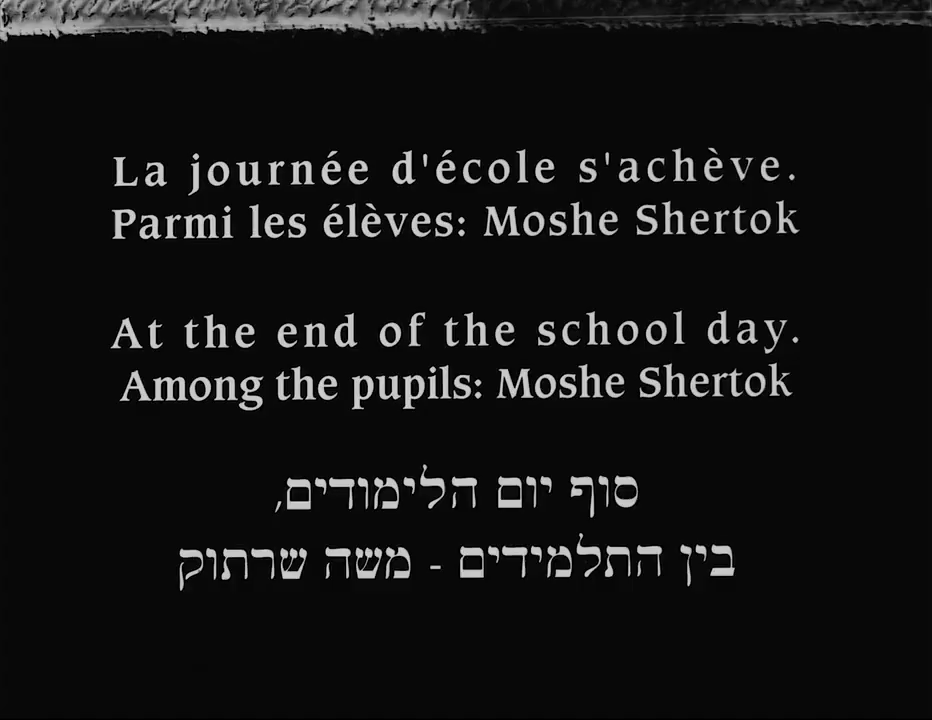 La journée d'école s'achève.
Parmi les élèves: Moshe Shertok
At the end of the school day.
Among the pupils: Moshe Shertok
סוף יום הלימודים,
בין התלמידים - משה שרתוק